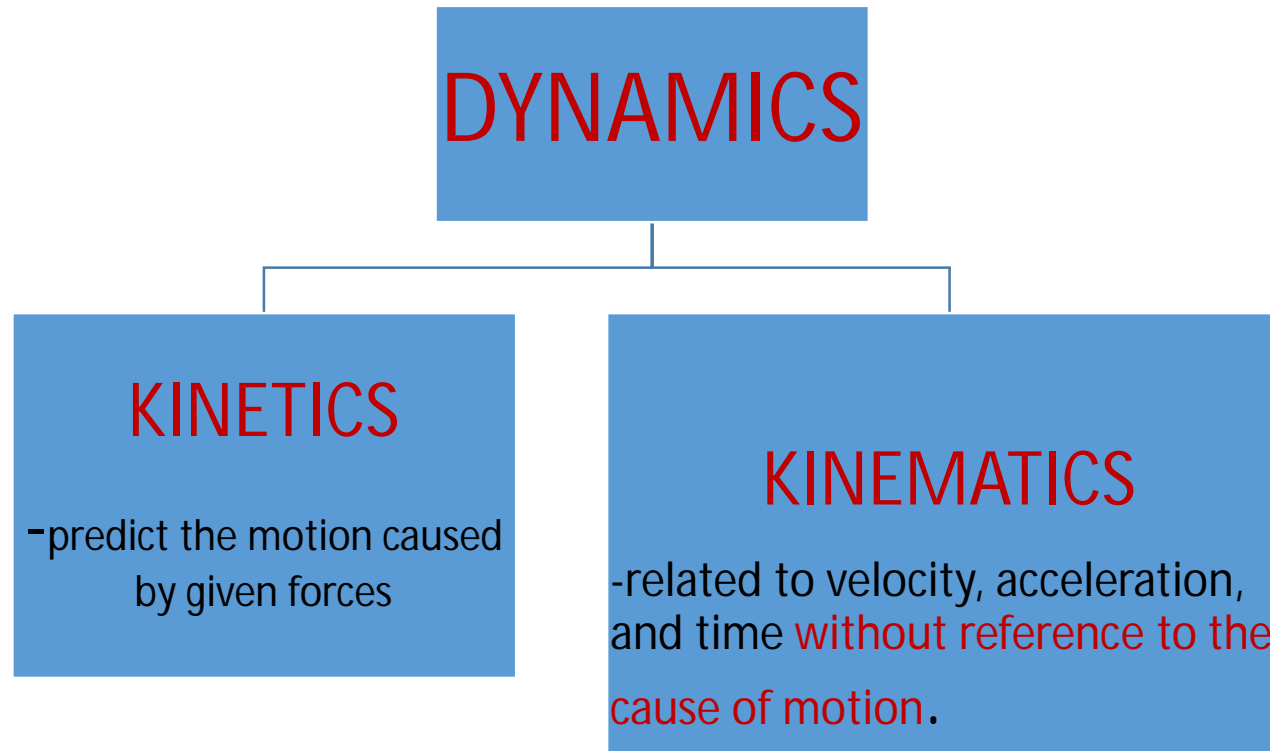 DYNAMICS
KINETICS
-predict the motion caused
by given forces
KINEMATICS
-related to velocity, acceleration,
and time without reference to the
cause of motion.